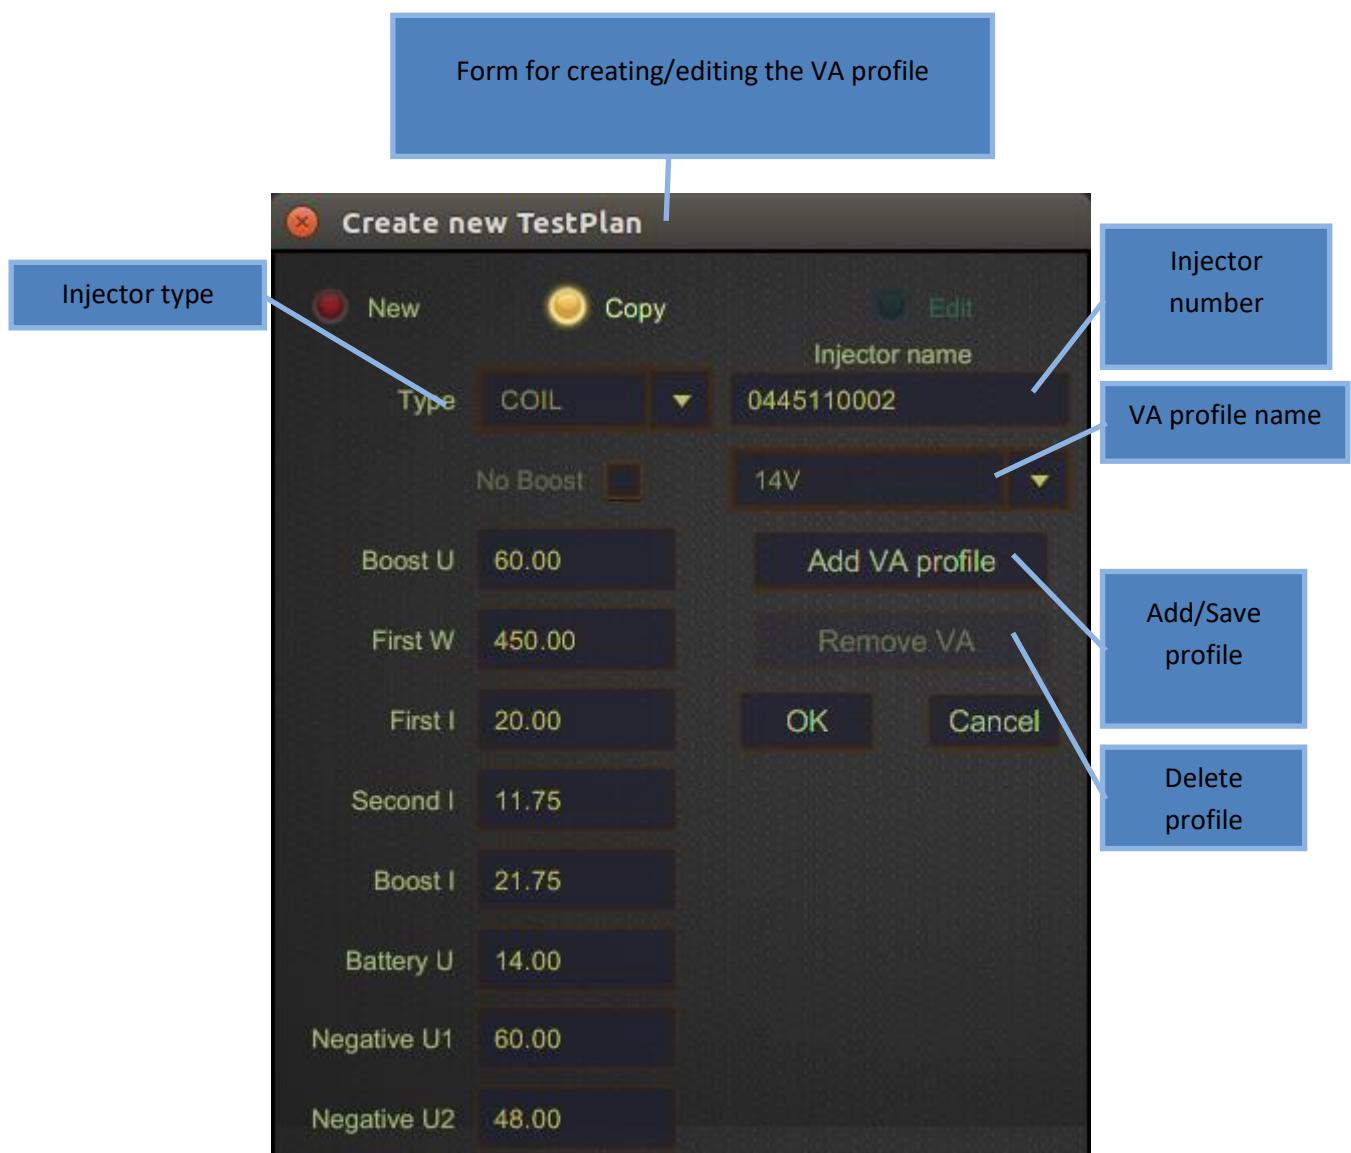 Form for creating/editing the VA profile
Create new TestPlan
Injector type
Injector
number
New
Copy
Edit
Injector name
Type
COIL
0445110002
VA profile name
No Boost
14V
Boost U
60.00
Add VA profile
First W
450.00
Remove VA
Add/Save
profile
First I
20.00
OK
Cancel
Second I
11.75
Delete
profile
Boost I
21.75
Battery U
14.00
Negative U1
60.00
Negative U2
48.00